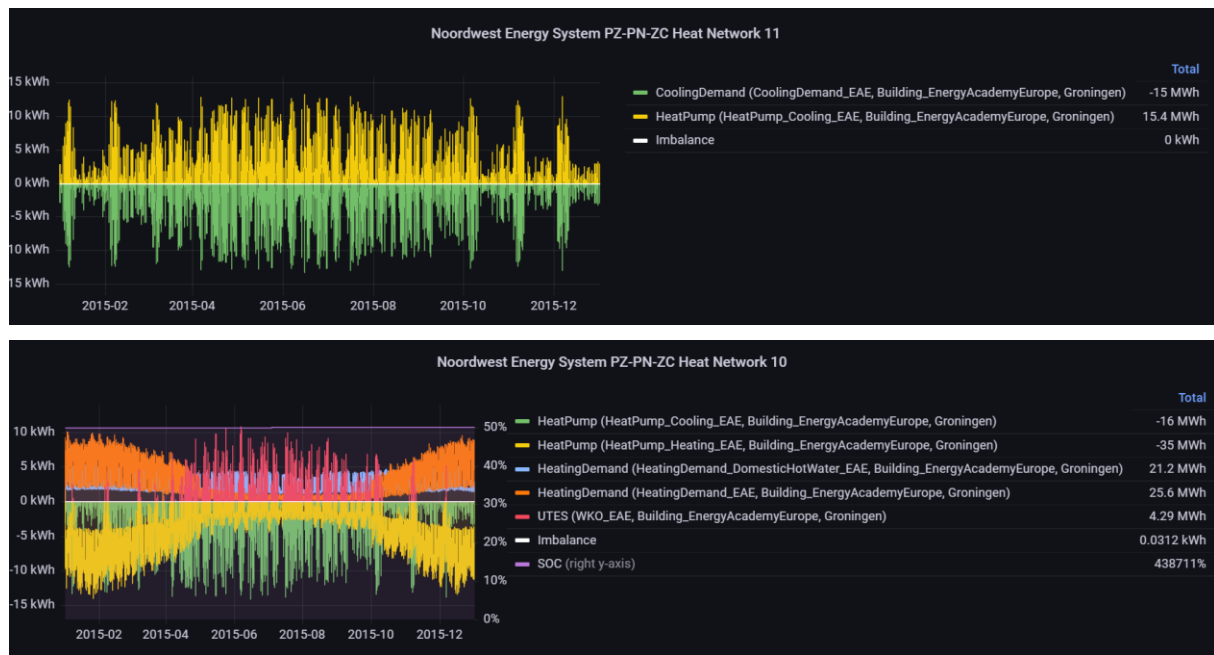 Noordwest Energy System PZ-PN-ZC Heat Network 11
Total
15 kWh
10 kWh
5 kWh
0 kWh
-5 kWh
10 kWh
15 kWh
2015-02 2015-04 2015-06 2015-08 2015-10 2015-12
CoolingDemand (CoolingDemand_EAE, Building_EnergyAcademyEurope, Groningen) -15 MWh
HeatPump (HeatPump_Cooling_EAE, Building_EnergyAcademyEurope, Groningen) 15.4 MWh
Imbalance 0 kWh
Noordwest Energy System PZ-PN-ZC Heat Network 10
Total
10 kWh
5 kWh
0 kWh
-5 kWh
-10 kWh
-15 kWh
50%
40%
30%
20%
10%
0%
2015-02 2015-04 2015-06 2015-08 2015-10 2015-12
HeatPump (HeatPump_Cooling_EAE, Building_EnergyAcademyEurope, Groningen) -16 MWh
HeatPump (HeatPump_Heating_EAE, Building_EnergyAcademyEurope, Groningen) -35 MWh
HeatingDemand (HeatingDemand_DomesticHotWater_EAE, Building_EnergyAcademyEurope, Groningen) 21.2 MWh
HeatingDemand (HeatingDemand_EAE, Building_EnergyAcademyEurope, Groningen) 25.6 MWh
UTES (WKO_EAE, Building_EnergyAcademyEurope, Groningen) 4.29 MWh
Imbalance 0.0312 kWh
SOC (right y-axis) 438711%